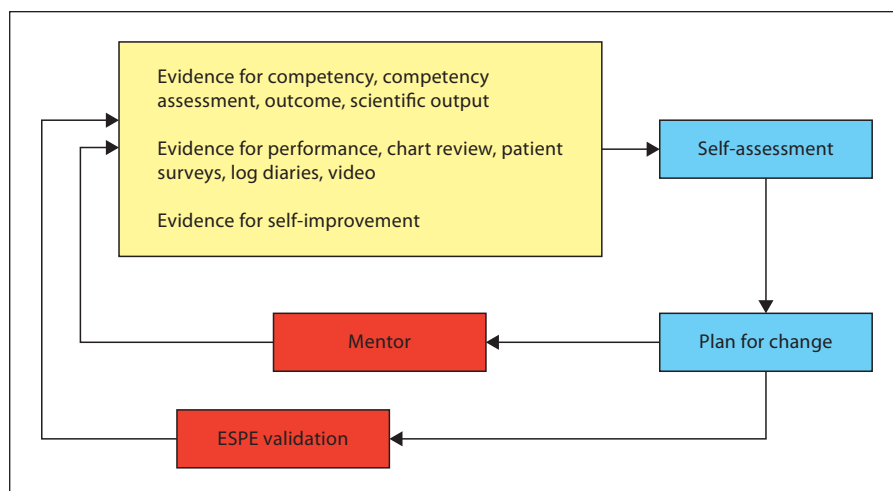 Evidence for competency, competency
assessment, outcome, scientific output
Evidence for performance, chart review, patient
surveys, log diaries, video
Evidence for self-improvement
Self-assessment
Mentor
Plan for change
ESPE validation